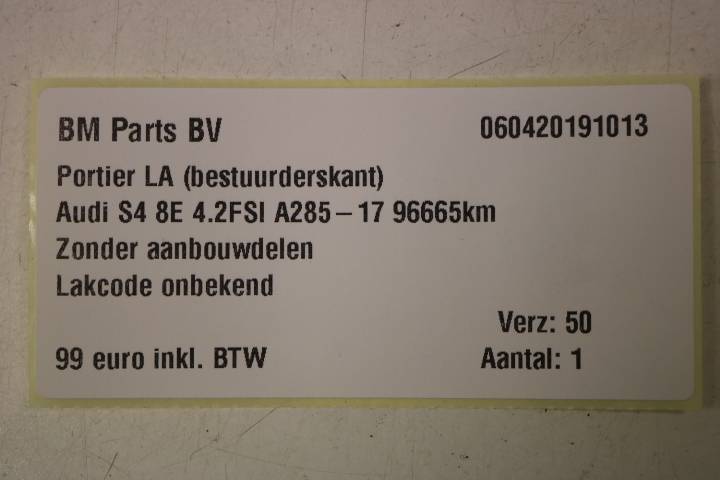 BM Parts BV 060420191013
Portier LA (bestuurderskant)
Audi S4 8E 4.2FSI A285-17 96665km
Zonder aanbouwdelen
Lakcode onbekend
Verz: 50
99 euro inkl. BTW Aantal: 1